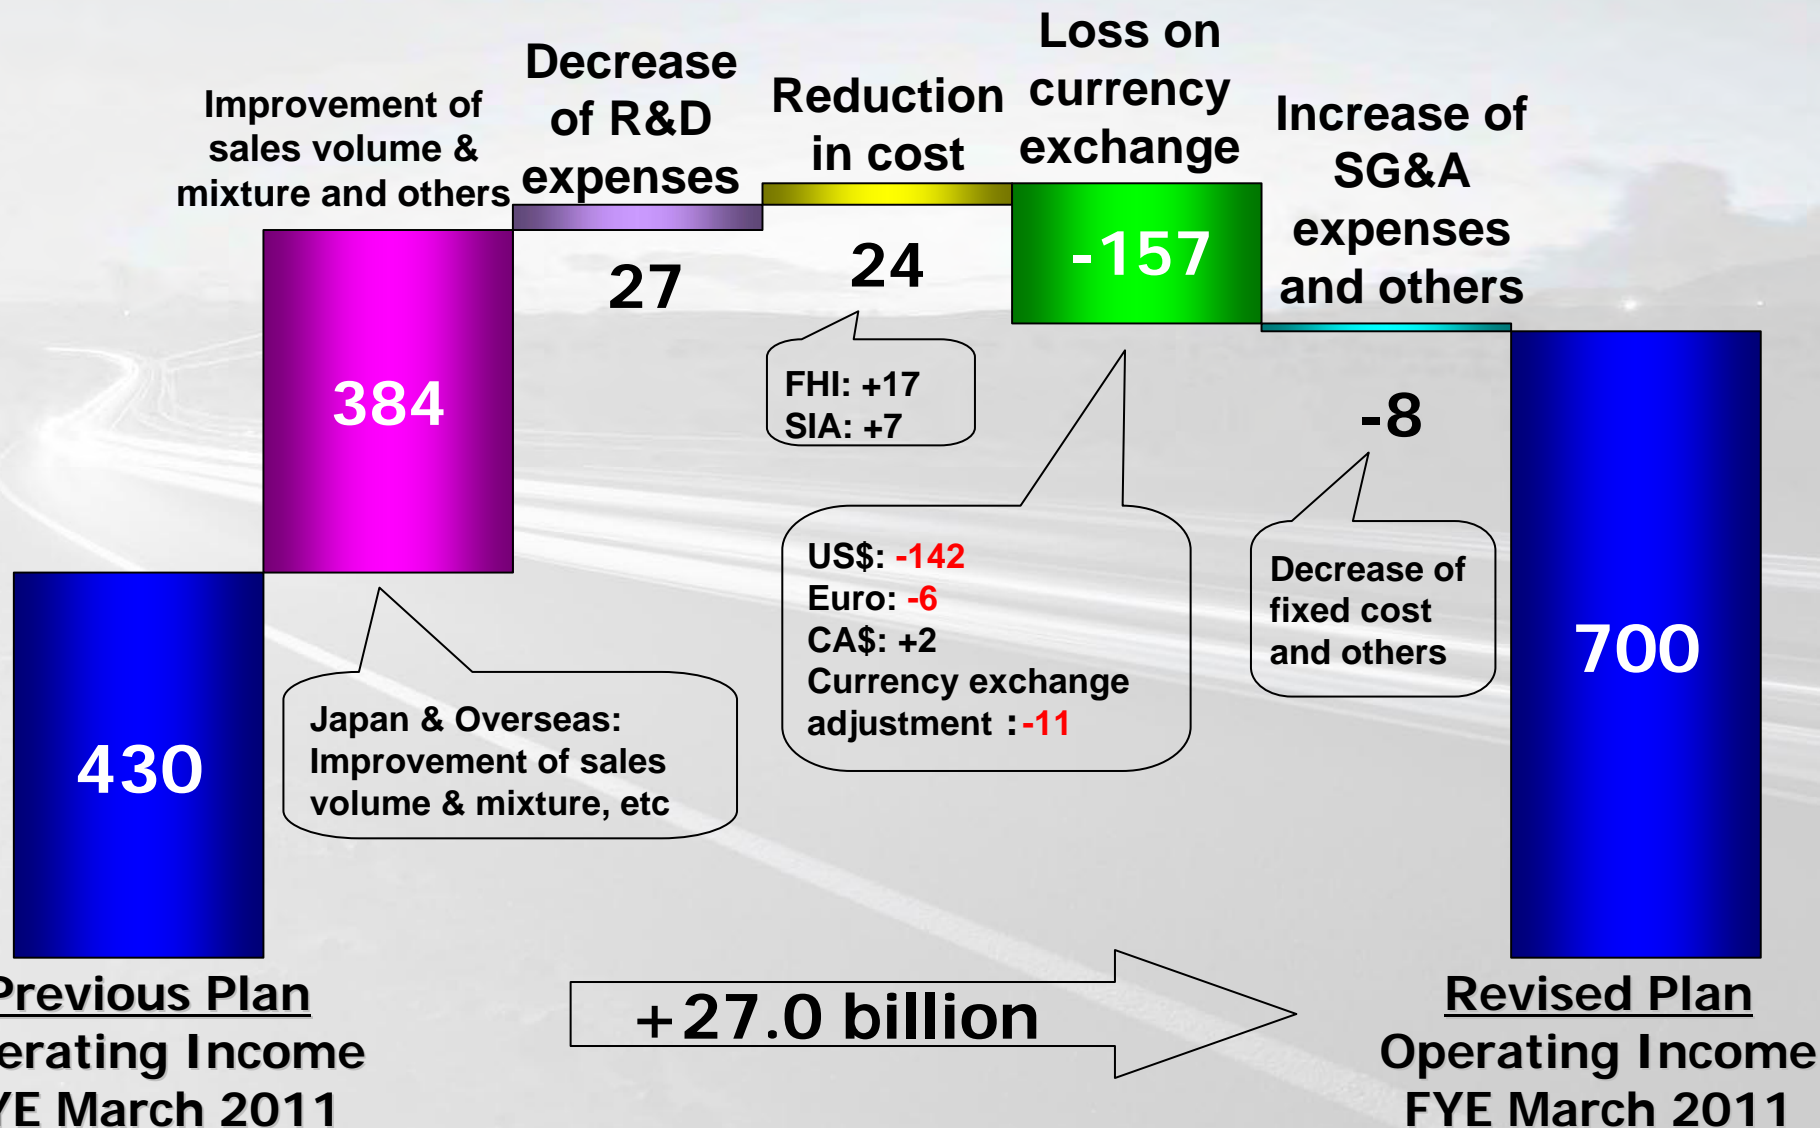 Improvement of
sales volume &
mixture and others
Decrease
of R&D
expenses
Reduction
in cost
Loss on
currency
exchange
Increase of
SG&A
expenses
and others
430
384
27
24
-157
-8
700
FHI: +17
SIA: +7
US$: -142
Euro: -6
CA$: +2
Currency exchange
adjustment : -11
Decrease of
fixed cost
and others
Japan & Overseas:
Improvement of sales
volume & mixture, etc
+27.0 billion
Previous Plan
erating Income
YE March 2011
Revised Plan
Operating Income
FYE March 2011